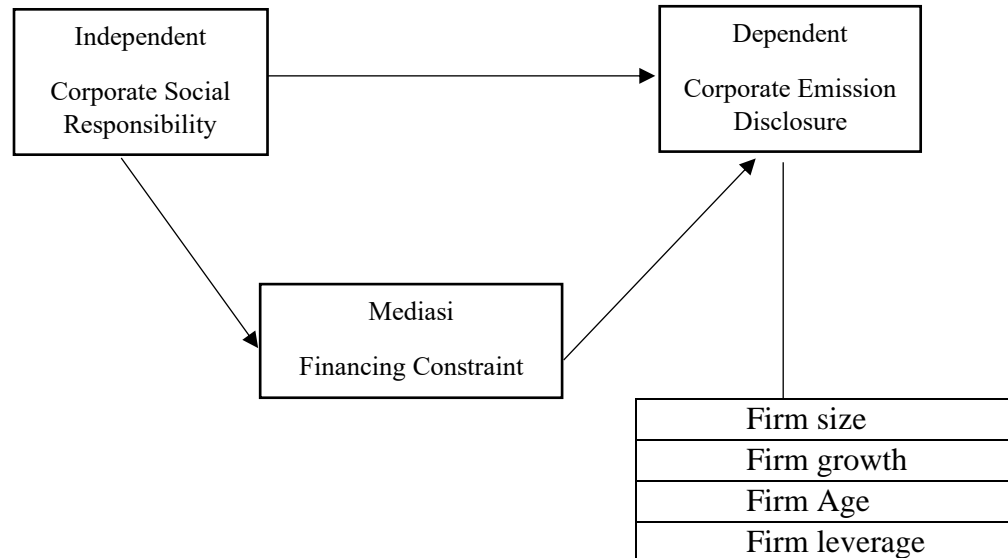 Independent
Corporate Social
Responsibility
Dependent
Corporate Emission
Disclosure
Mediasi
Financing Constraint
Firm size
Firm growth
Firm Age
Firm leverage